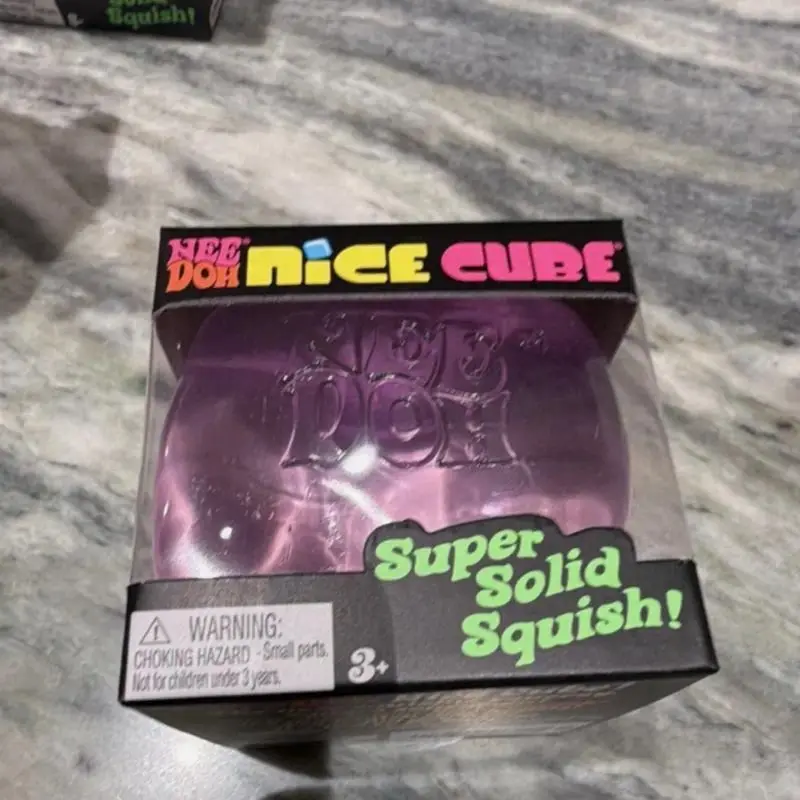 Squish!
NEE DOH® NiCE CUBE®
NEE
DOH
Super
Solid
Squish!
WARNING:
CHOKING HAZARD - Small parts.
Not for children under 3 years.
3+